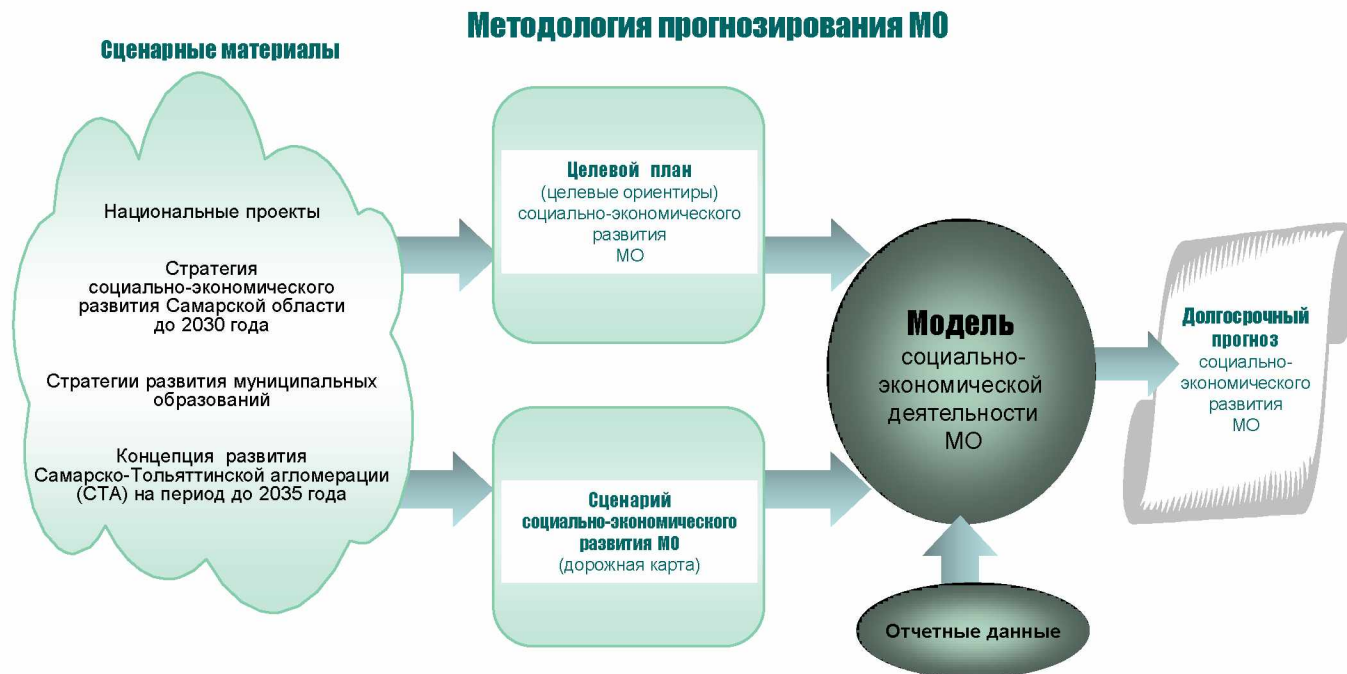 Методология прогнозирования МО
Сценарные материалы
Национальные проекты
Стратегия
социально-экономического
развития Самарской области
до 2030 года
Стратегии развития муниципальных
образований
Концепция развития
Самарско-Тольяттинской агломерации
(СТА) на период до 2035 года
Целевой план
(целевые ориентиры)
социально-экономического
развития
МО
Сценарий
социально-экономического
развития МО
(дорожная карта)
Модель
социально-
экономической
деятельности
МО
Отчетные данные
Долгосрочный
прогноз
социально-
экономического
развития
МО